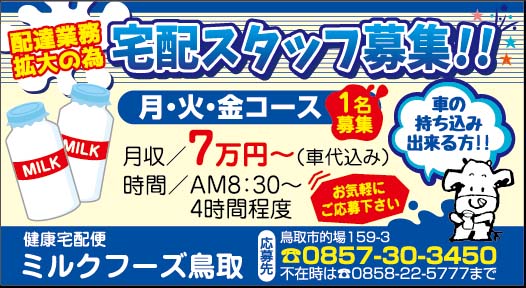 配達業務
拡大の為
宅配スタッフ募集!!
月・火・金コース
1名
募集
車の
持ち込み
出来る方!!
MILK
MILK
月収/7万円〜(車代込み)
時間/AM8:30〜
4時間程度
お気軽に
ご応募下さい
健康宅配便
ミルクフーズ鳥取
応募先
鳥取市的場159-3
☎0857-30-3450
不在時は☎0858-22-5777まで